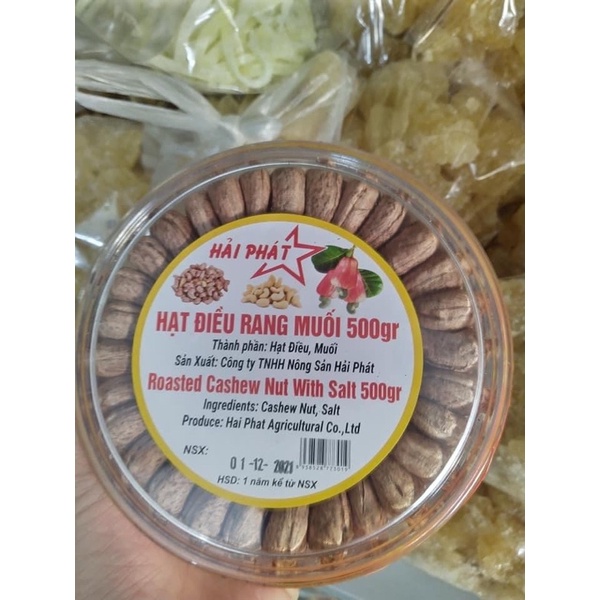 HẢI PHÁT
HẠT ĐIỀU RANG MUỐI 500gr
Thành phần: Hạt Điều, Muối
Sản Xuất: Công ty TNHH Nông Sản Hải Phát
Roasted Cashew Nut With Salt 500gr
Ingredients: Cashew Nut, Salt
Produce: Hai Phat Agricultural Co.,Ltd
NSX: 01-12-2021
HSD: 1 năm kể từ NSX